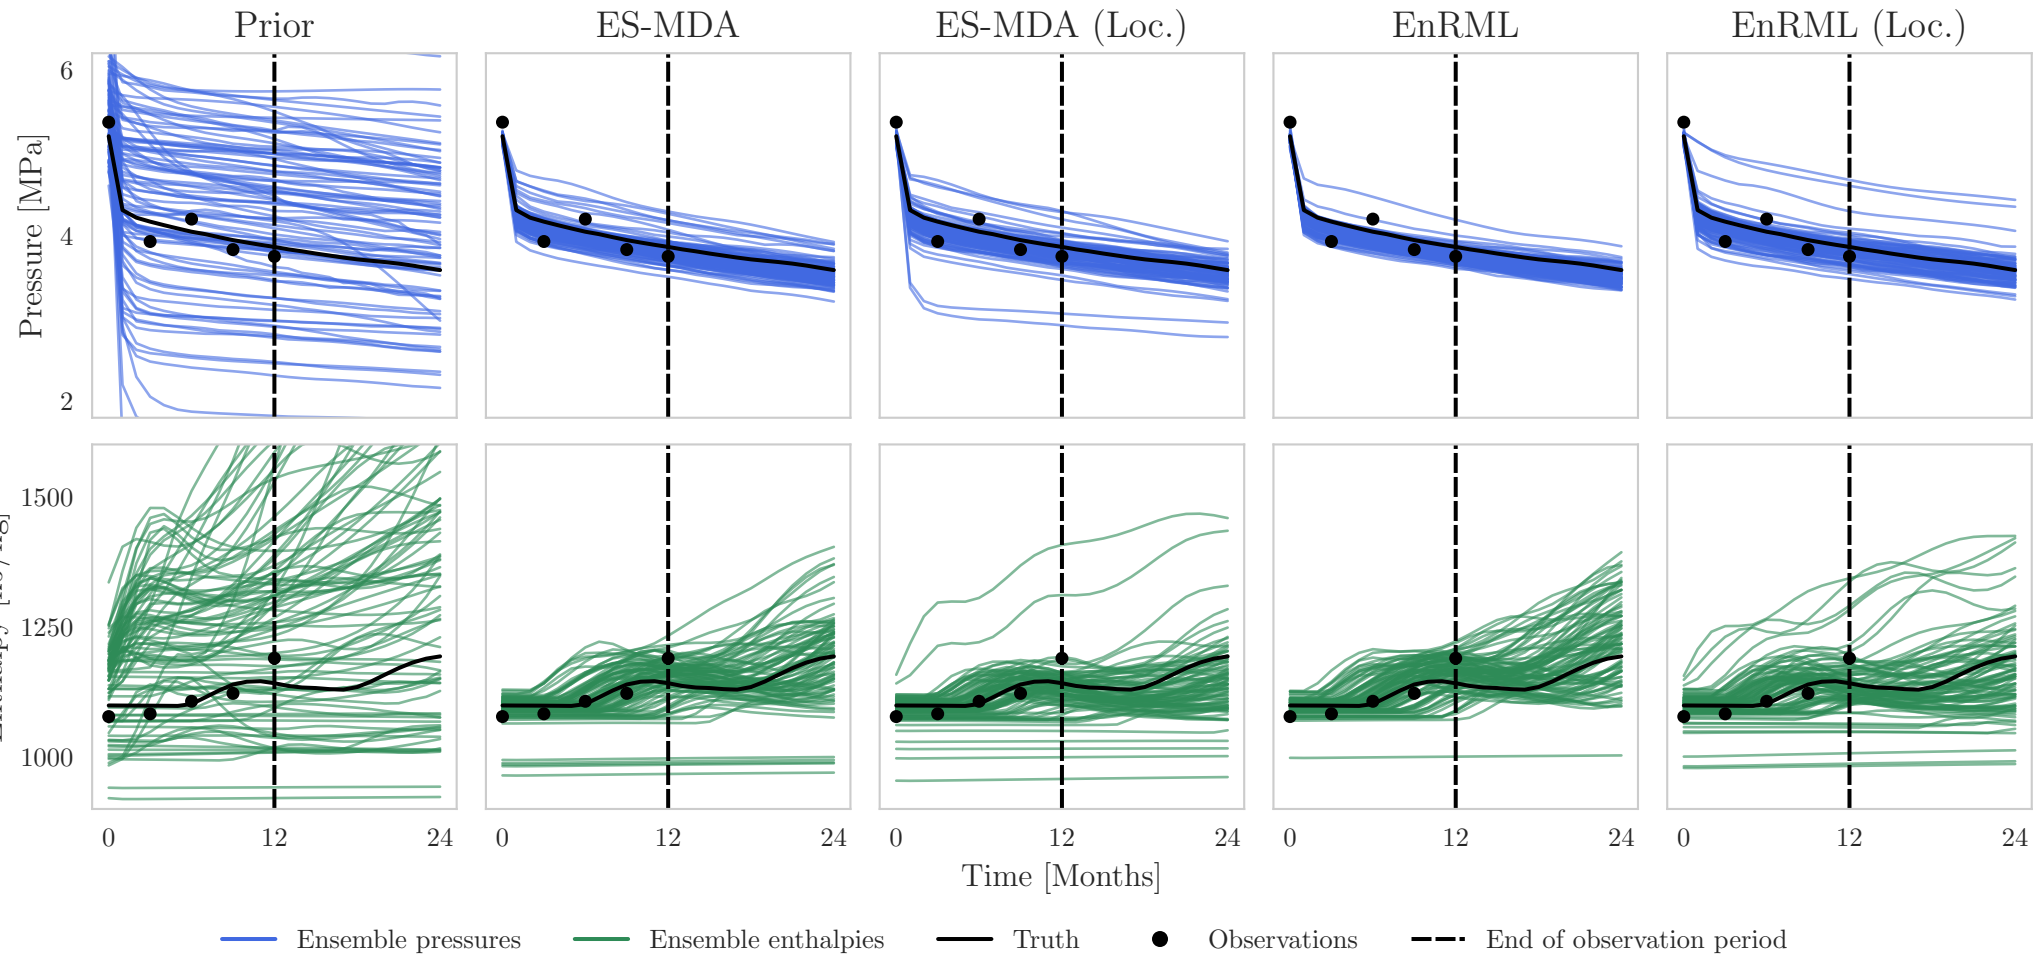 Prior ES-MDA ES-MDA (Loc.) EnRML EnRML (Loc.)
Pressure [MPa]
6
4
2
1500
1250
1000
0 12 24 0 12 24 0 12 24 0 12 24 0 12 24
Time [Months]
Ensemble pressures Ensemble enthalpies Truth Observations End of observation period